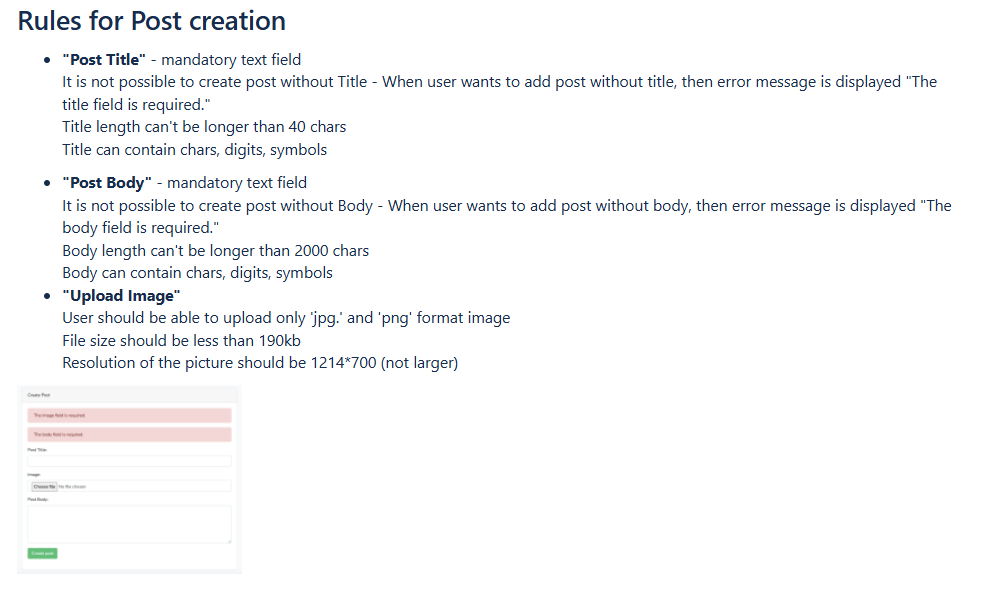 Rules for Post creation
"Post Title" - mandatory text field
It is not possible to create post without Title - When user wants to add post without title, then error message is displayed "The
title field is required."
Title length can't be longer than 40 chars
Title can contain chars, digits, symbols
"Post Body" - mandatory text field
It is not possible to create post without Body - When user wants to add post without body, then error message is displayed "The
body field is required."
Body length can't be longer than 2000 chars
Body can contain chars, digits, symbols
"Upload Image"
User should be able to upload only 'jpg.' and 'png' format image
File size should be less than 190kb
Resolution of the picture should be 1214*700 (not larger)
Create Post
The image field is required
The body field is required
Post Title:
Image:
Choose file No file chosen
Post Body:
Create post